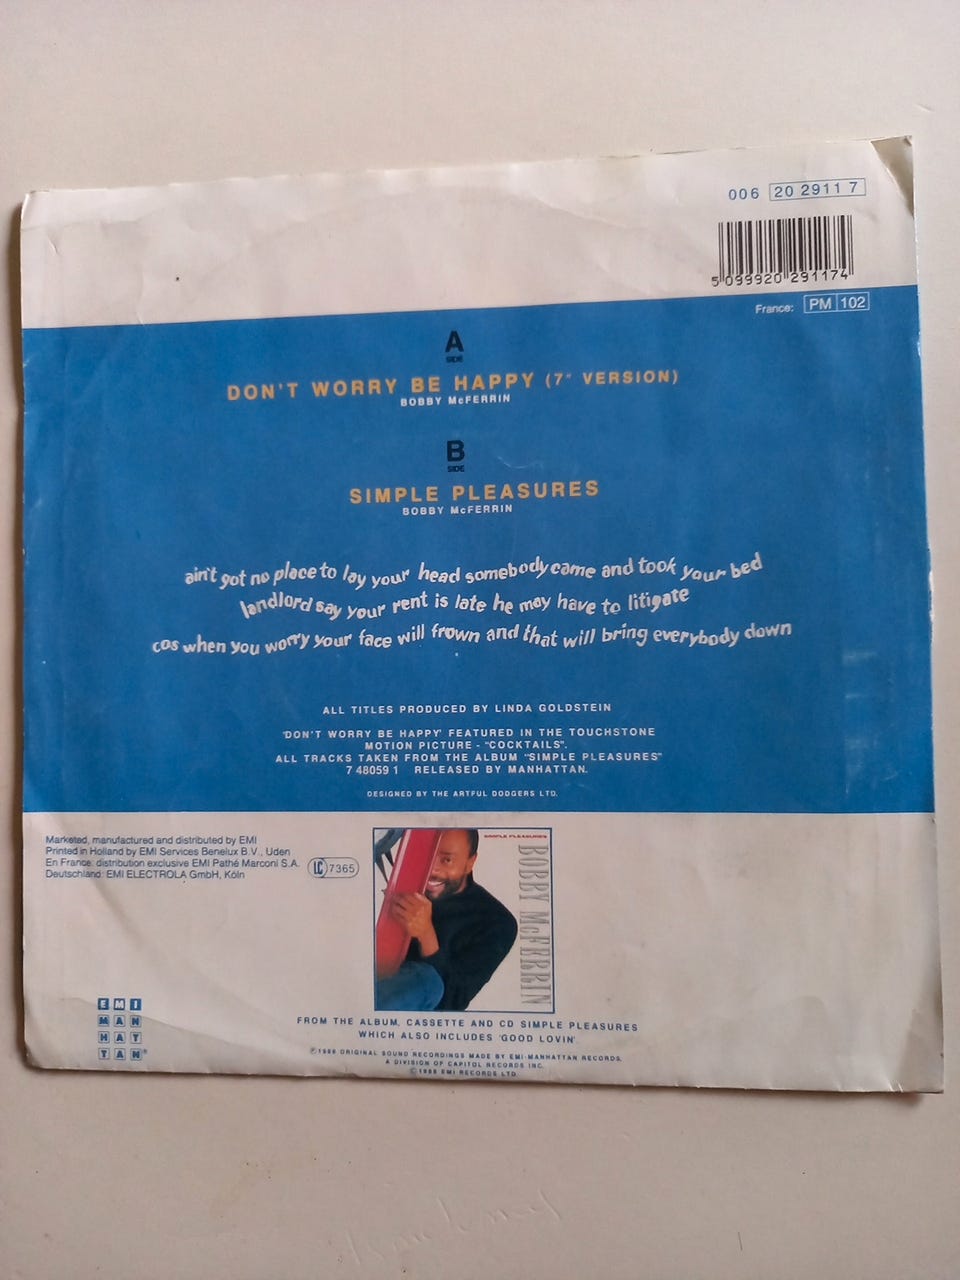 006 20 2911 7
5 099920 291174
France: PM 102
A
SIDE
DON'T WORRY BE HAPPY (7" VERSION)
BOBBY McFERRIN
B
SIDE
SIMPLE PLEASURES
BOBBY McFERRIN
ain't got no place to lay your head somebody came and took your bed
landlord say your rent is late he may have to litigate
cos when you worry your face will frown and that will bring everybody down
ALL TITLES PRODUCED BY LINDA GOLDSTEIN
'DON'T WORRY BE HAPPY' FEATURED IN THE TOUCHSTONE
MOTION PICTURE - "COCKTAILS".
ALL TRACKS TAKEN FROM THE ALBUM "SIMPLE PLEASURES"
7 48059 1 RELEASED BY MANHATTAN.
DESIGNED BY THE ARTFUL DODGERS LTD.
Marketed, manufactured and distributed by EMI
Printed in Holland by EMI Services Benelux B.V., Uden
En France: distribution exclusive EMI Pathé Marconi S.A.
Deutschland: EMI ELECTROLA GmbH, Köln
LC 7365
SIMPLE PLEASURES
BOBBY McFERRIN
EMI
MAN
HAT
TAN®
FROM THE ALBUM, CASSETTE AND CD SIMPLE PLEASURES
WHICH ALSO INCLUDES 'GOOD LOVIN'.
Ⓟ1988 ORIGINAL SOUND RECORDINGS MADE BY EMI-MANHATTAN RECORDS,
A DIVISION OF CAPITOL RECORDS INC.
©1988 EMI RECORDS LTD.